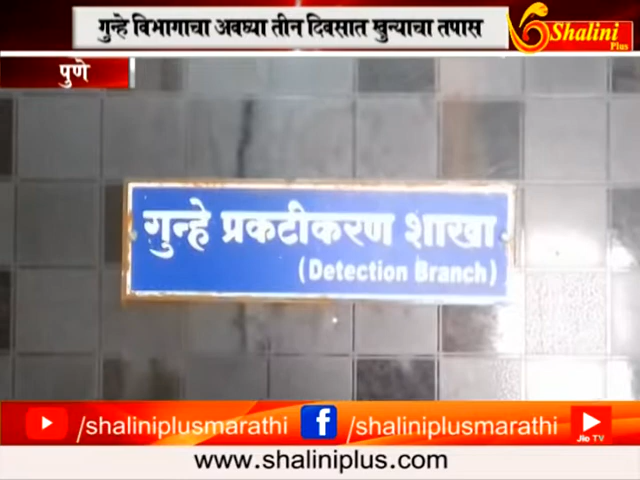 गुन्हे विभागाचा अवघ्या तीन दिवसात खुन्याचा तपास
Shalini
Plus
पुणे
गुन्हे प्रकटीकरण शाखा
(Detection Branch)
/shaliniplusmarathi
/shaliniplusmarathi
Jio TV
www.shaliniplus.com